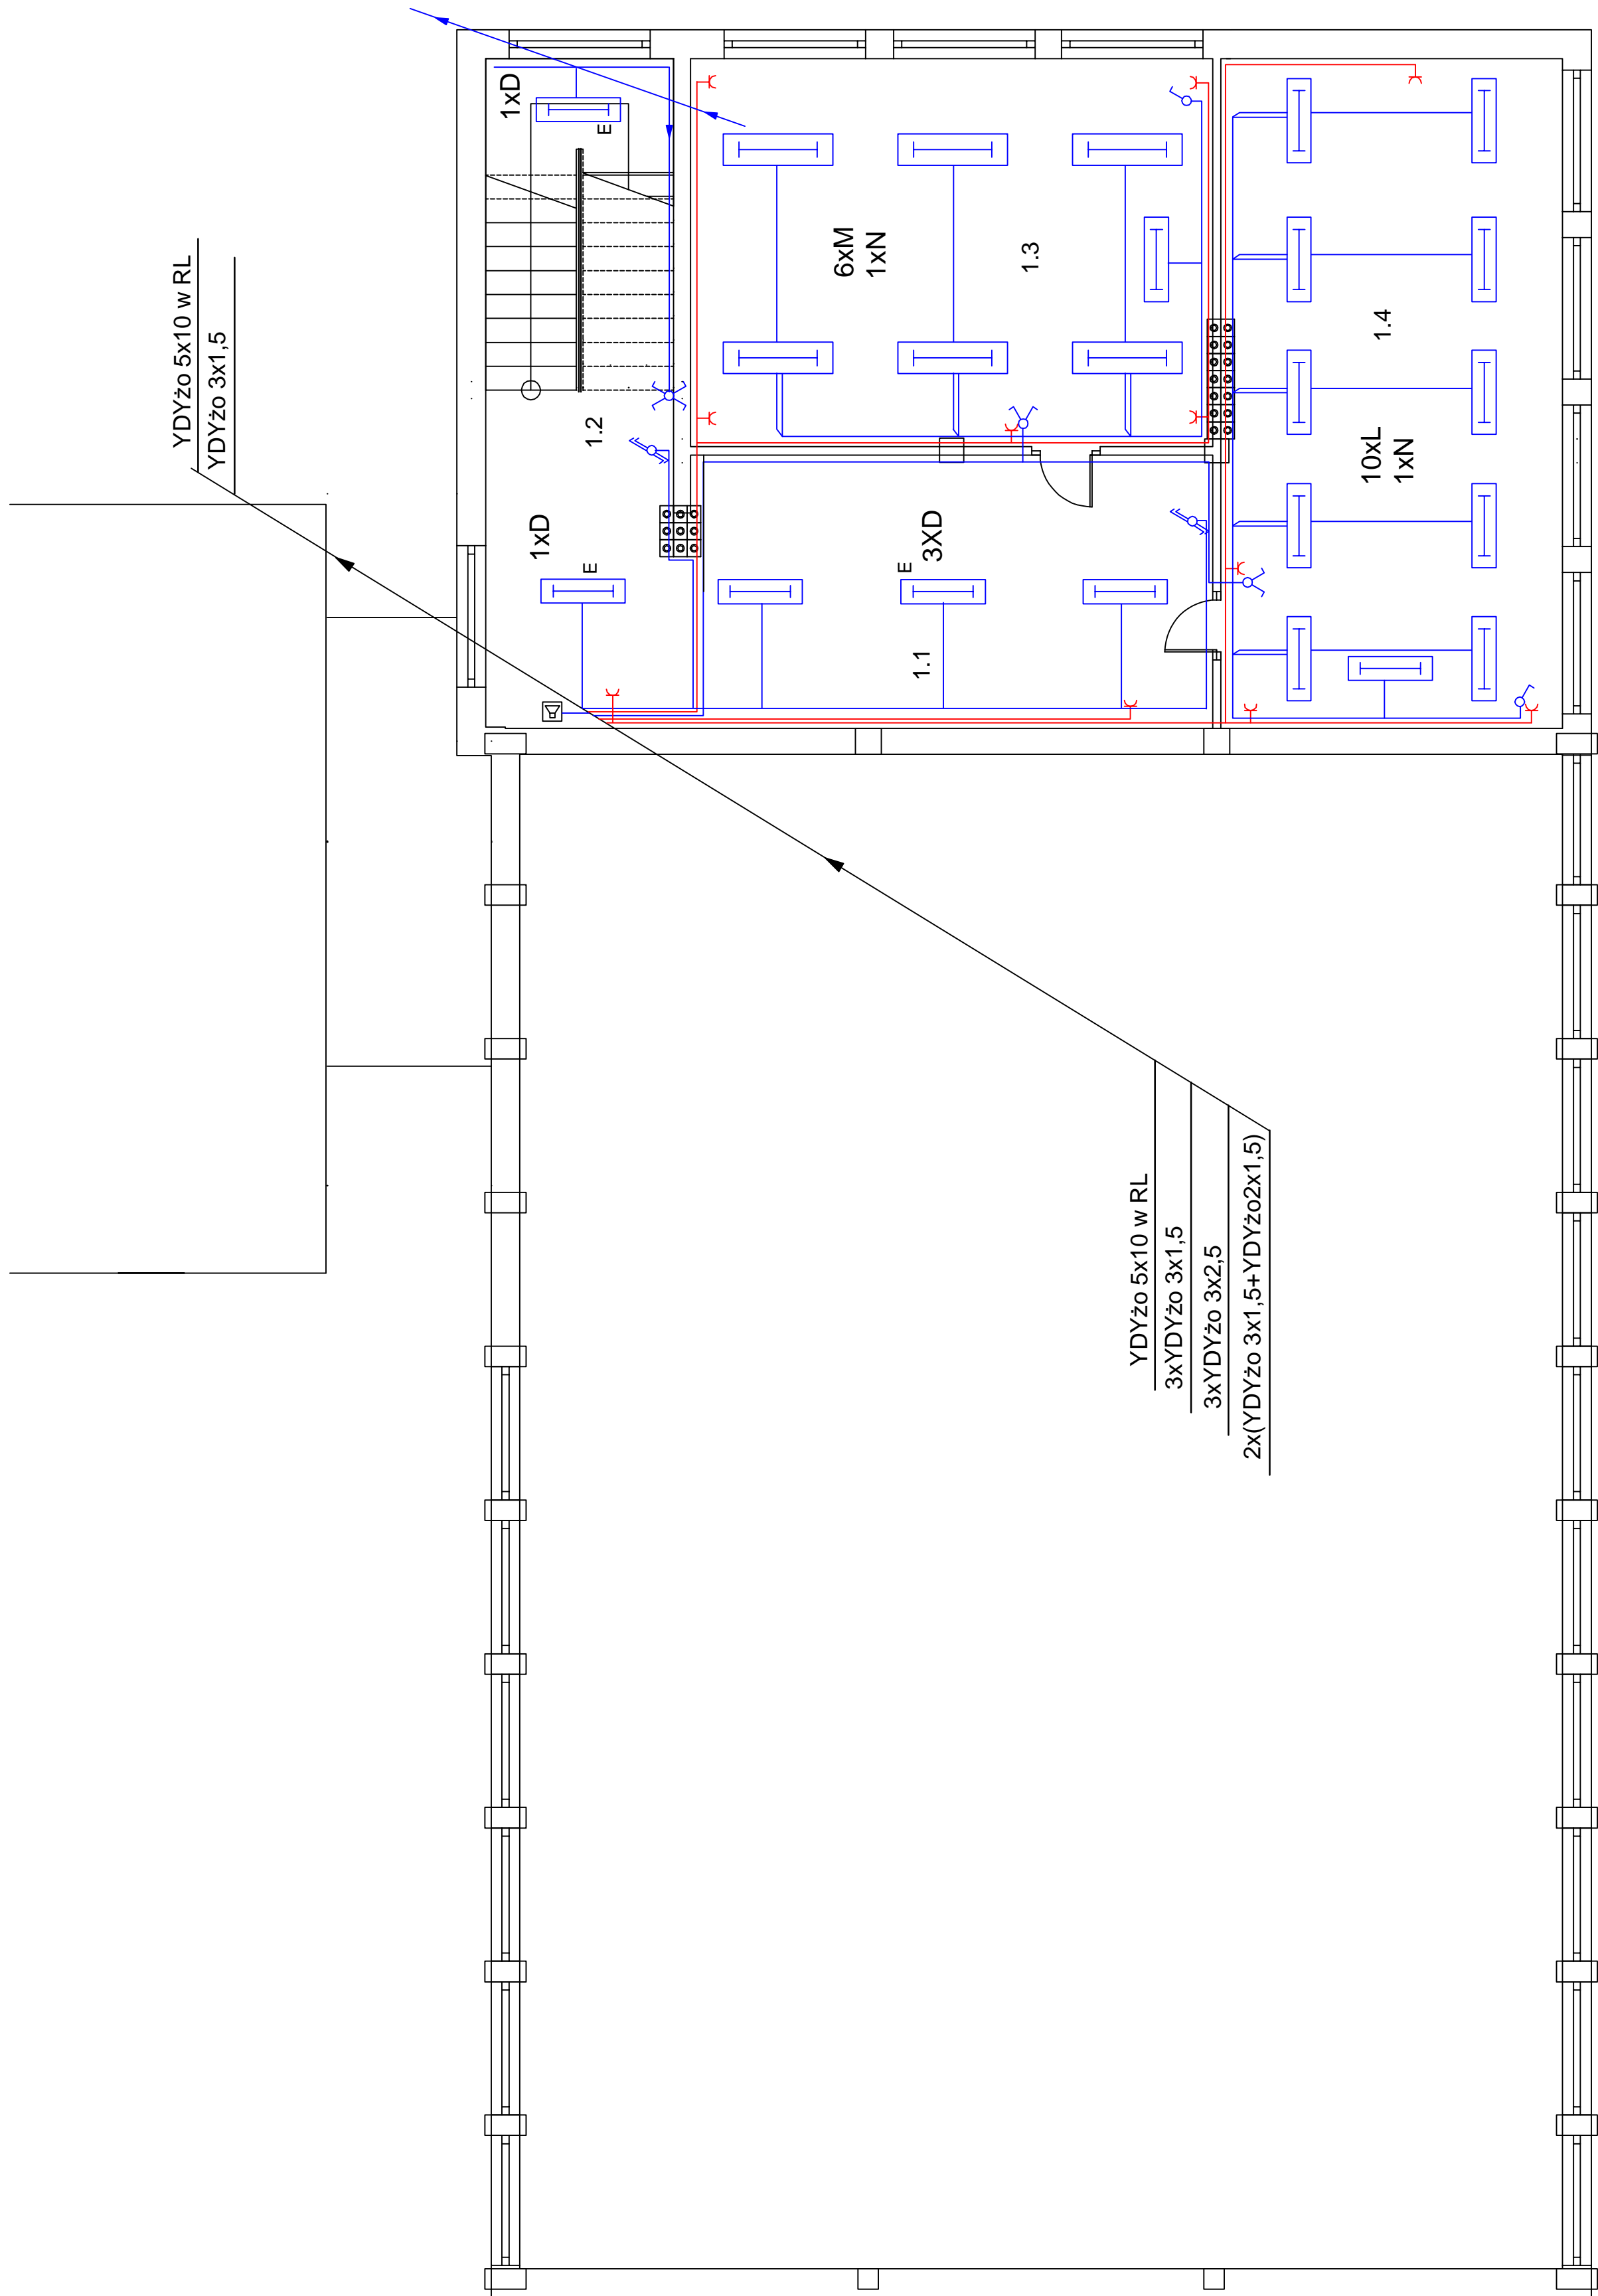 YDYżo 5x10 w RL
YDYżo 3x1,5
1xD
E
1.2
1xD
E
6xM
1xN
1.3
E
3XD
1.1
1.4
10xL
1xN
YDYżo 5x10 w RL
3xYDYżo 3x1,5
3xYDYżo 3x2,5
2x(YDYżo 3x1,5+YDYżo2x1,5)